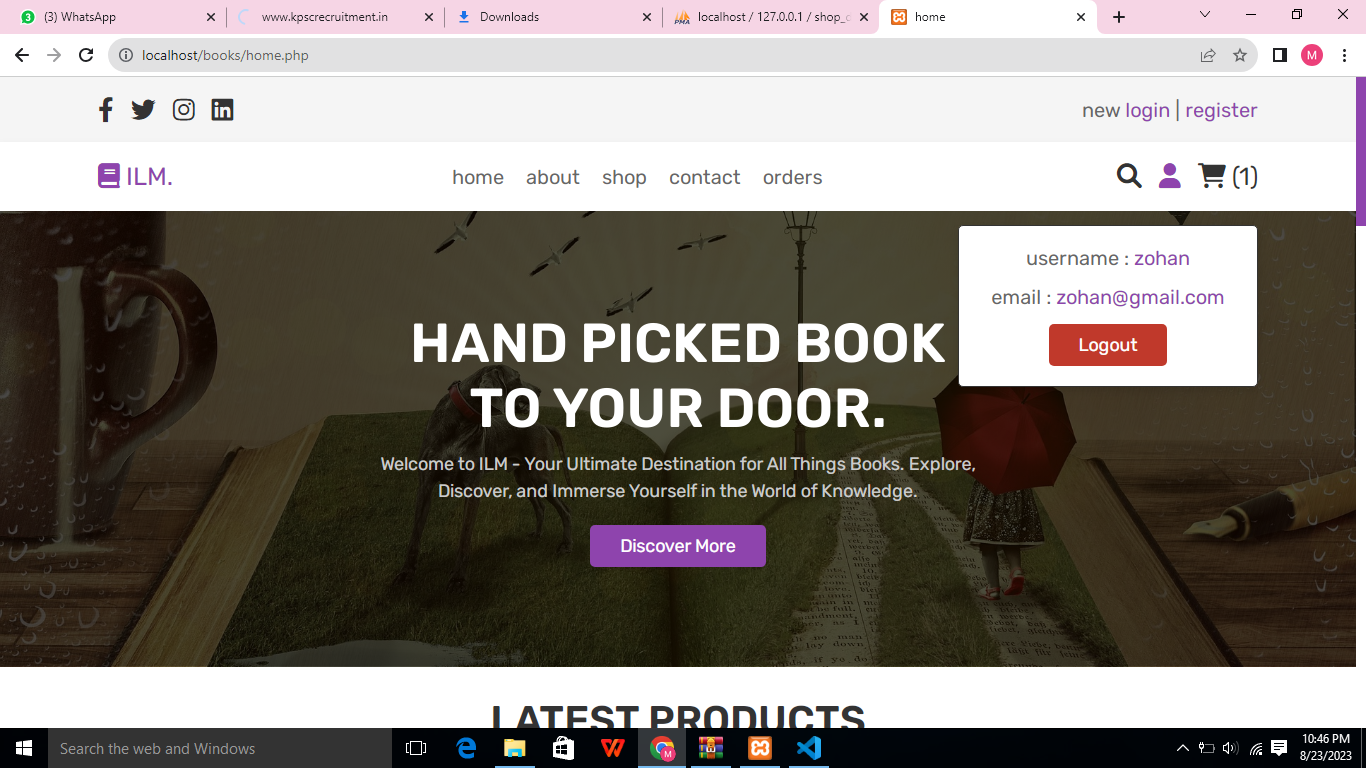 (3) WhatsApp
www.kpscrecruitment.in
Downloads
localhost / 127.0.0.1 / shop_d
home
localhost/books/home.php
M
new login | register
ILM.
home about shop contact orders
(1)
username : zohan
email : zohan@gmail.com
Logout
HAND PICKED BOOK
TO YOUR DOOR.
Welcome to ILM - Your Ultimate Destination for All Things Books. Explore,
Discover, and Immerse Yourself in the World of Knowledge.
Discover More
LATEST PRODUCTS
Search the web and Windows
10:46 PM
8/23/2023